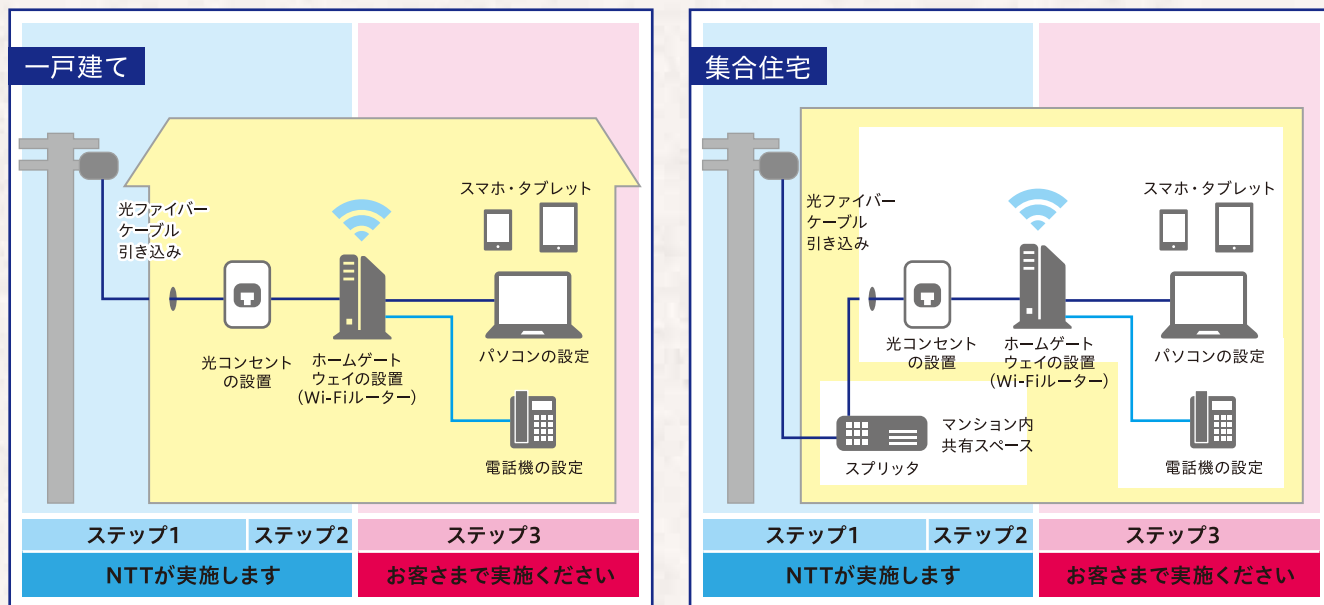 一戸建て
光ファイバー
ケーブル
引き込み
スマホ・タブレット
光コンセント
の設置
ホームゲート
ウェイの設置
(Wi-Fiルーター)
パソコンの設定
電話機の設定
ステップ1
ステップ2
ステップ3
NTTが実施します
お客さまで実施ください
集合住宅
光ファイバー
ケーブル
引き込み
スマホ・タブレット
光コンセント
の設置
ホームゲート
ウェイの設置
(Wi-Fiルーター)
パソコンの設定
スプリッタ
マンション内
共有スペース
電話機の設定
ステップ1
ステップ2
ステップ3
NTTが実施します
お客さまで実施ください